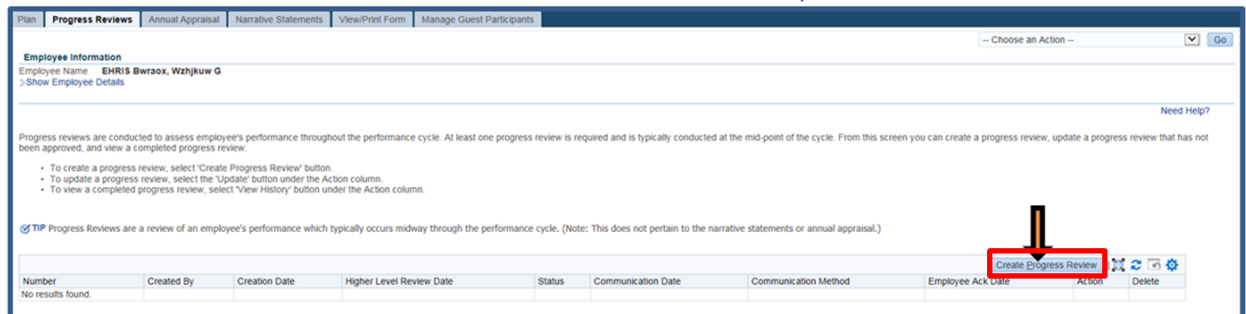 Plan Progress Reviews Annual Appraisal Narrative Statements View/Print Form Manage Guest Participants
-- Choose an Action -- Go
Employee Information
Employee Name EHRIS Bwraox, Wzhjkuw G
Show Employee Details
Need Help?
Progress reviews are conducted to assess employee's performance throughout the performance cycle. At least one progress review is required and is typically conducted at the mid-point of the cycle. From this screen you can create a progress review, update a progress review that has not
been approved, and view a completed progress review.
• To create a progress review, select 'Create Progress Review' button.
• To update a progress review, select the 'Update' button under the Action column.
• To view a completed progress review, select 'View History' button under the Action column.
TIP Progress Reviews are a review of an employee's performance which typically occurs midway through the performance cycle. (Note: This does not pertain to the narrative statements or annual appraisal.)
Create Progress Review
Number Created By Creation Date Higher Level Review Date Status Communication Date Communication Method Employee Ack Date Action Delete
No results found.